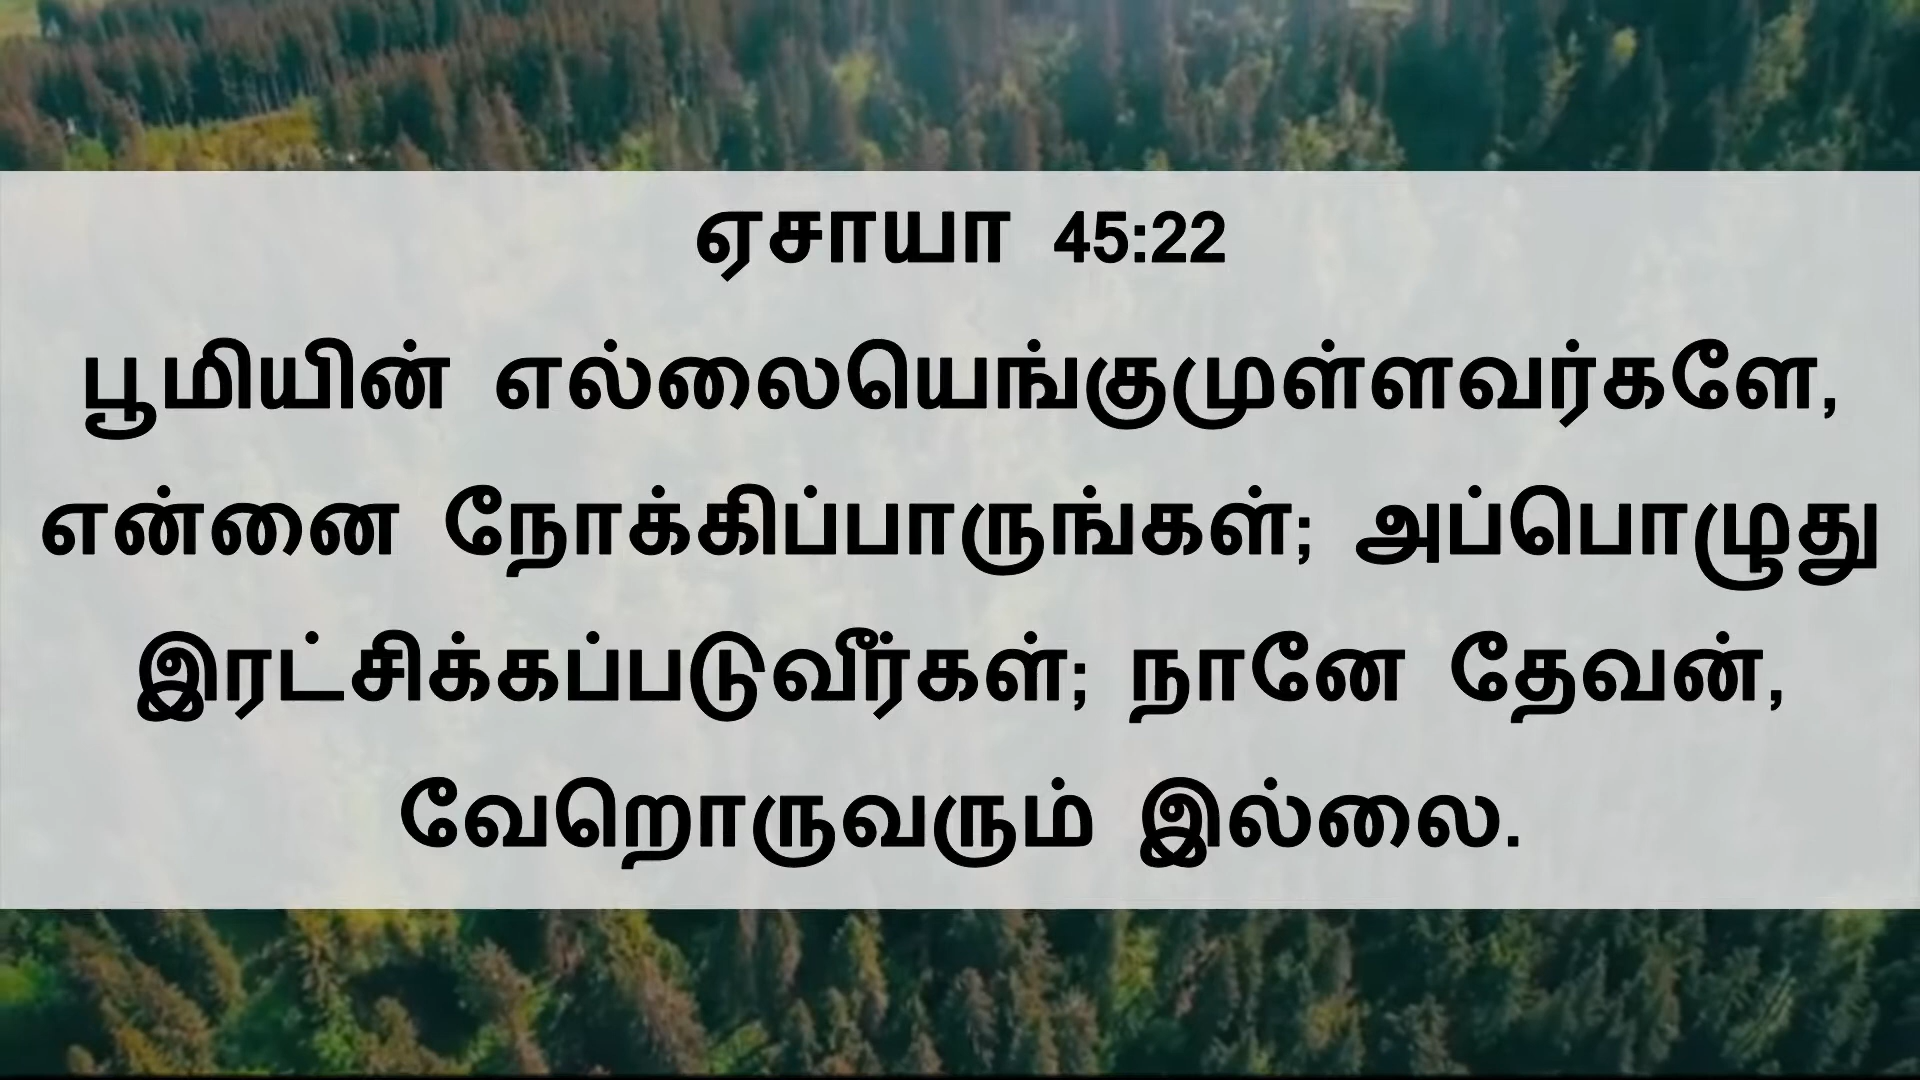 ஏசாயா 45:22
பூமியின் எல்லையெங்குமுள்ளவர்களே,
என்னை நோக்கிப்பாருங்கள்; அப்பொழுது
இரட்சிக்கப்படுவீர்கள்; நானே தேவன்,
வேறொருவரும் இல்லை.